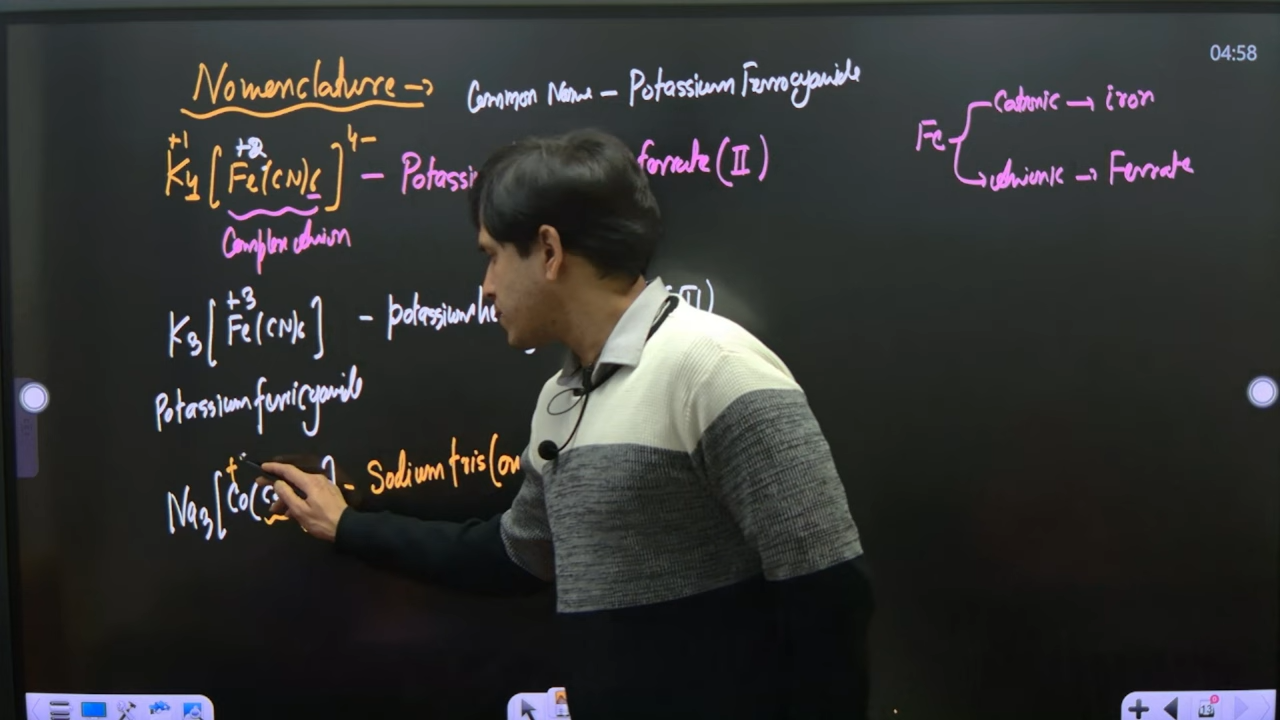 04:58
Nomenclature →
Common Name – Potassium Ferrocyanide
+1 +2 4–
K4[Fe(CN)6] – Potassi ferrate (II)
Complex anion
Fe
Cationic → iron
Anionic → Ferrate
+3
K3[Fe(CN)6] – potassium he
Potassium ferricyanide
+
Na3[Co( ] – Sodium tris(
13